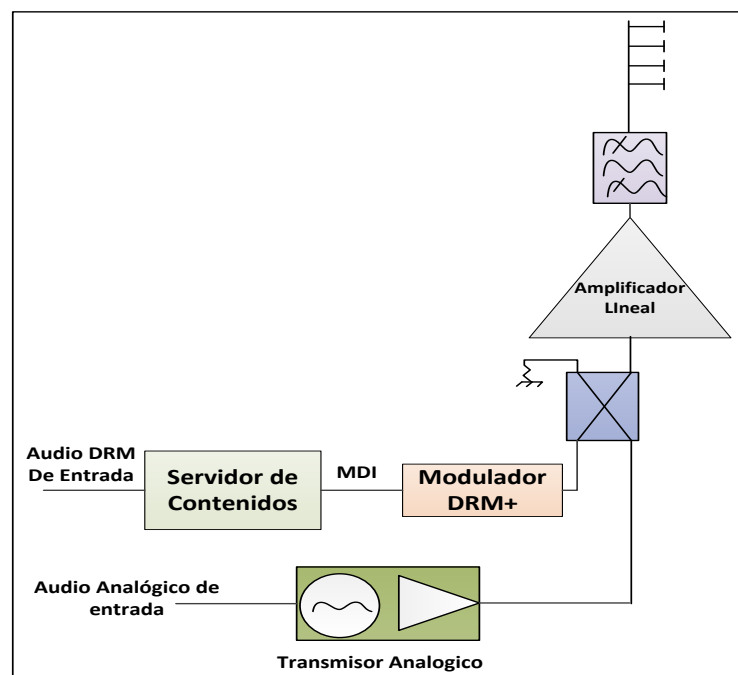 Amplificador
LIneal
Audio DRM
De Entrada
Servidor de
Contenidos
MDI
Modulador
DRM+
Audio Analógico de
entrada
Transmisor Analogico